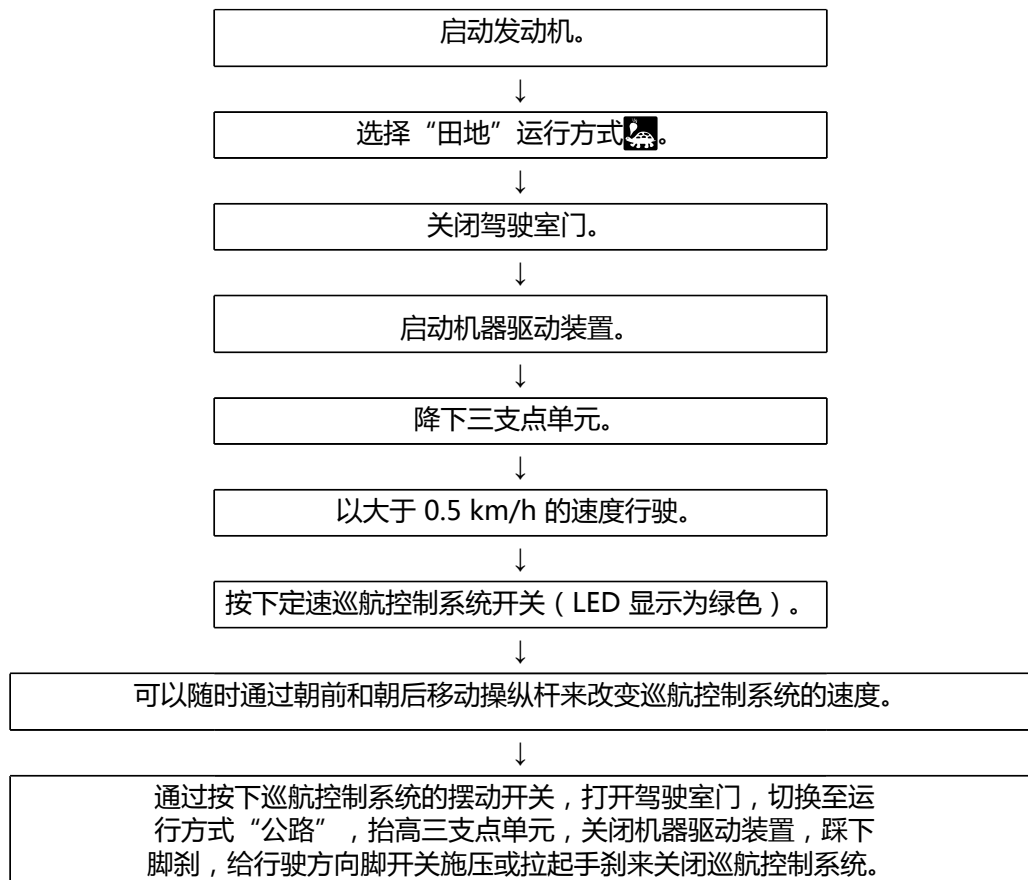 启动发动机。
↓
选择“田地”运行方式。
↓
关闭驾驶室门。
↓
启动机器驱动装置。
↓
降下三支点单元。
↓
以大于 0.5 km/h 的速度行驶。
↓
按下定速巡航控制系统开关（LED 显示为绿色）。
↓
可以随时通过朝前和朝后移动操纵杆来改变巡航控制系统的速度。
↓
通过按下巡航控制系统的摆动开关，打开驾驶室门，切换至运
行方式“公路”，抬高三支点单元，关闭机器驱动装置，踩下
脚刹，给行驶方向脚开关施压或拉起手刹来关闭巡航控制系统。